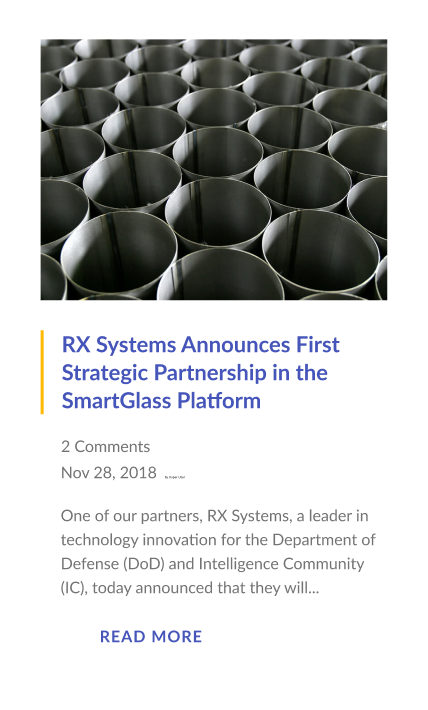 RX Systems Announces First
Strategic Partnership in the
SmartGlass Platform
2 Comments
Nov 28, 2018
One of our partners, RX Systems, a leader in
technology innovation for the Department of
Defense (DoD) and Intelligence Community
(IC), today announced that they will...
READ MORE